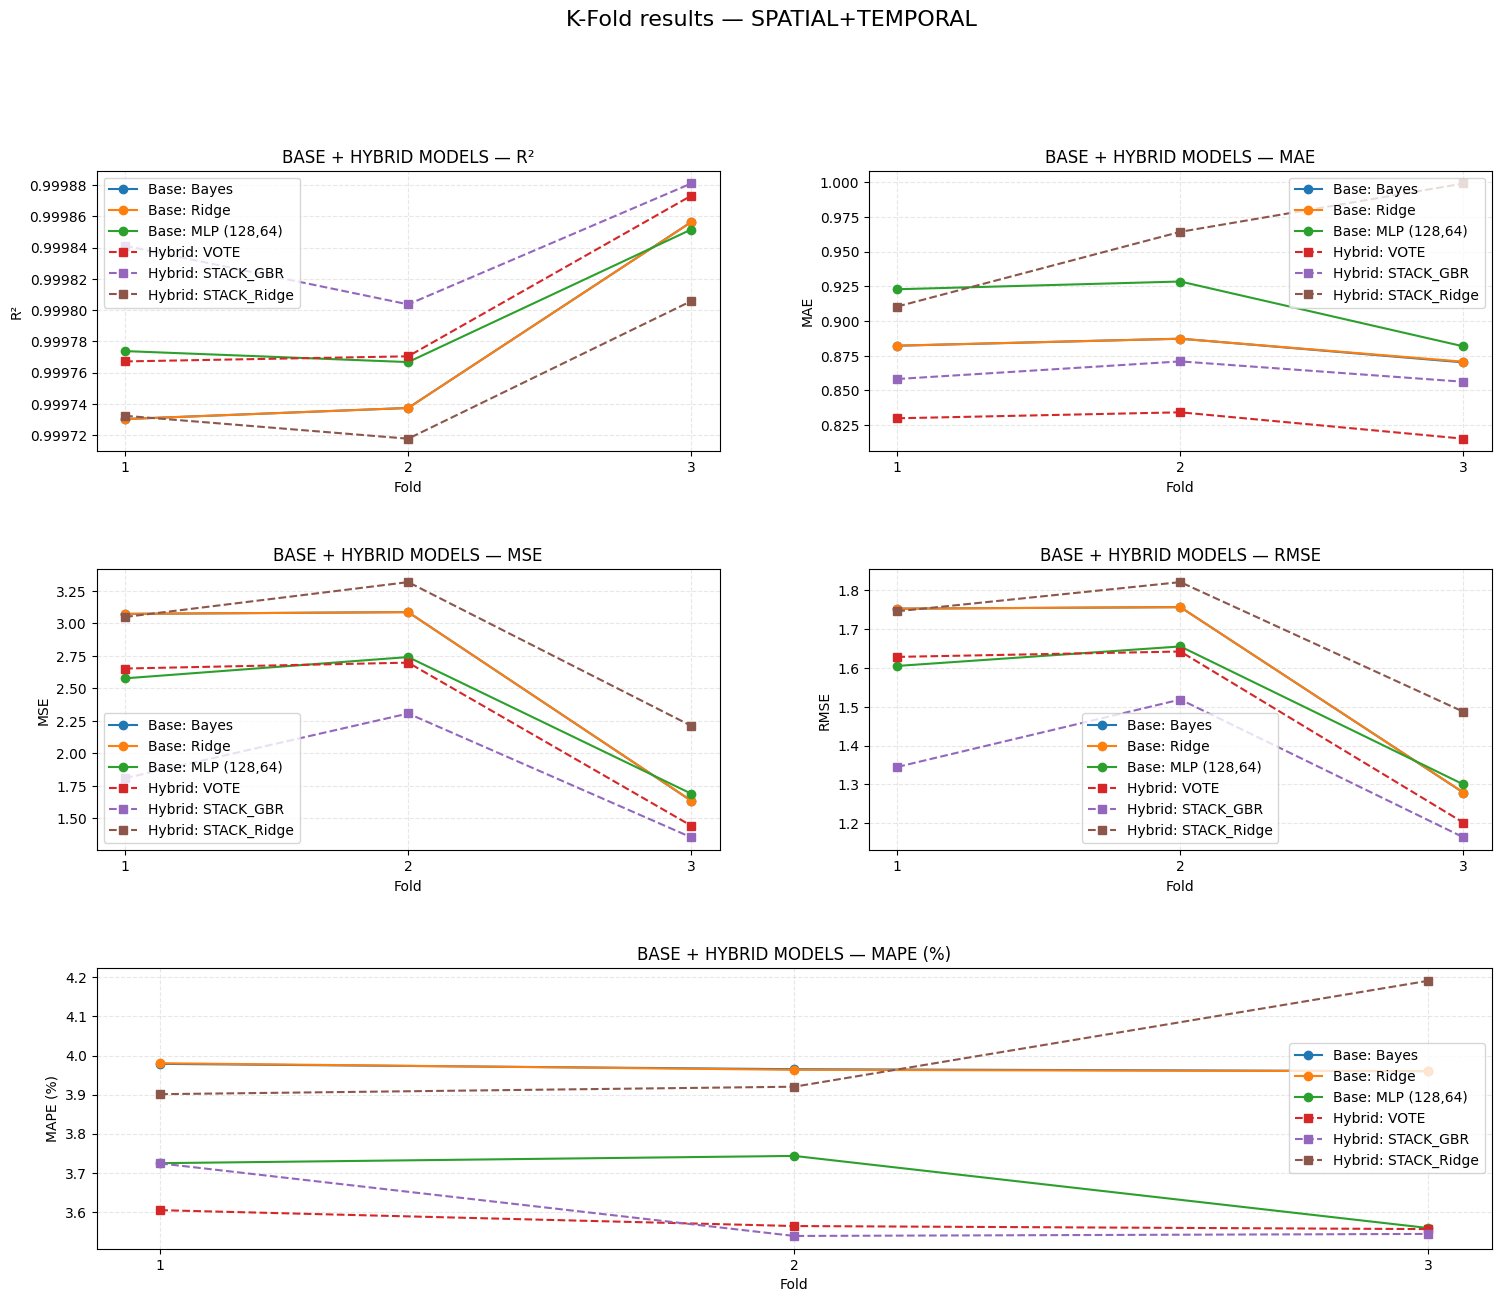 K-Fold results — SPATIAL+TEMPORAL
BASE + HYBRID MODELS — R²
R²
0.99988
0.99986
0.99984
0.99982
0.99980
0.99978
0.99976
0.99974
0.99972
Base: Bayes
Base: Ridge
Base: MLP (128,64)
Hybrid: VOTE
Hybrid: STACK_GBR
Hybrid: STACK_Ridge
1
2
3
Fold
BASE + HYBRID MODELS — MAE
MAE
1.000
0.975
0.950
0.925
0.900
0.875
0.850
0.825
Base: Bayes
Base: Ridge
Base: MLP (128,64)
Hybrid: VOTE
Hybrid: STACK_GBR
Hybrid: STACK_Ridge
1
2
3
Fold
BASE + HYBRID MODELS — MSE
MSE
3.25
3.00
2.75
2.50
2.25
2.00
1.75
1.50
Base: Bayes
Base: Ridge
Base: MLP (128,64)
Hybrid: VOTE
Hybrid: STACK_GBR
Hybrid: STACK_Ridge
1
2
3
Fold
BASE + HYBRID MODELS — RMSE
RMSE
1.8
1.7
1.6
1.5
1.4
1.3
1.2
Base: Bayes
Base: Ridge
Base: MLP (128,64)
Hybrid: VOTE
Hybrid: STACK_GBR
Hybrid: STACK_Ridge
1
2
3
Fold
BASE + HYBRID MODELS — MAPE (%)
MAPE (%)
4.2
4.1
4.0
3.9
3.8
3.7
3.6
Base: Bayes
Base: Ridge
Base: MLP (128,64)
Hybrid: VOTE
Hybrid: STACK_GBR
Hybrid: STACK_Ridge
1
2
3
Fold